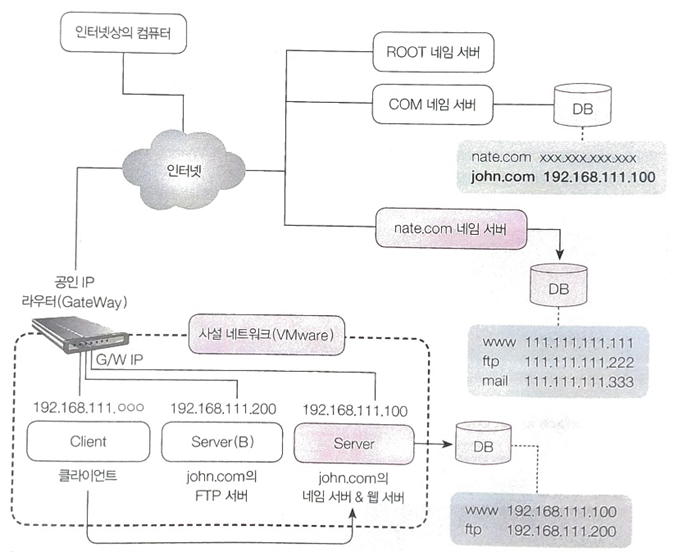 인터넷상의 컴퓨터
ROOT 네임 서버
COM 네임 서버
DB
nate.com xxx.xxx.xxx.xxx
john.com 192.168.111.100
인터넷
nate.com 네임 서버
DB
www 111.111.111.111
ftp 111.111.111.222
mail 111.111.111.333
공인 IP
라우터(GateWay)
사설 네트워크(VMware)
G/W IP
192.168.111.○○○
192.168.111.200
192.168.111.100
Client
Server(B)
Server
DB
클라이언트
john.com의
FTP 서버
john.com의
네임 서버 & 웹 서버
www 192.168.111.100
ftp 192.168.111.200